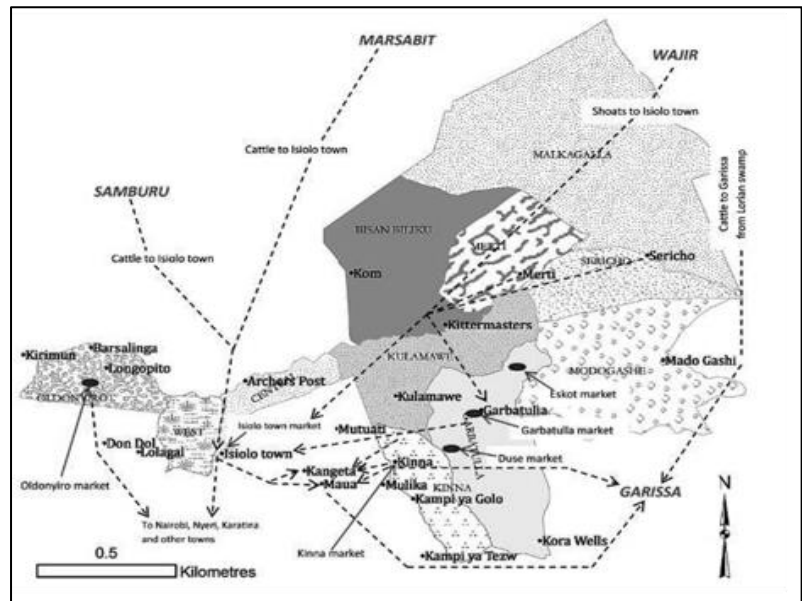 MARSABIT
WAJIR
Shoats to Isiolo town
MALKAGALLA
Cattle to Isiolo town
SAMBURU
Cattle to Garissa
from Lorian swamp
BISAN BILIKU
MERTI
Cattle to Isiolo town
SERICHO
Sericho
Kom
Merti
Kittermasters
Kirimun
Barsalinga
Longopito
KULAMAWE
MODOGASHE
Mado Gashi
OLDONYIRO
CENTRAL
Archers Post
Kulamawe
Eskot market
WEST
Isiolo town market
Mutuati
Garbatulla
Garbatulla market
GARBATULLA
Don Dol
Lolagal
Isiolo town
Duse market
Kangeta
Kinna
Oldonyiro market
Maua
Mulika
KINNA
GARISSA
N
Kampi ya Golo
To Nairobi, Nyeri, Karatina
and other towns
Kinna market
Kora Wells
Kampi ya Tezw
0.5
Kilometres